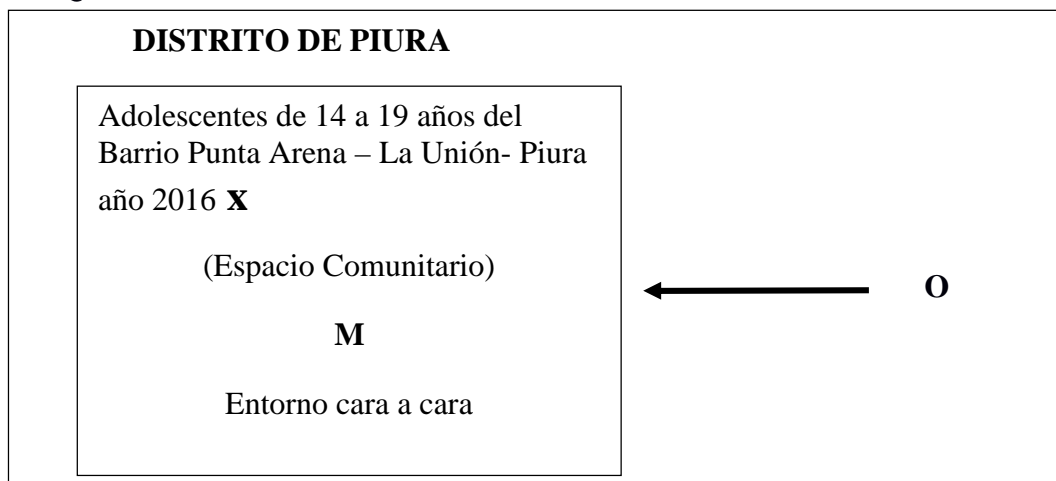 DISTRITO DE PIURA
Adolescentes de 14 a 19 años del
Barrio Punta Arena – La Unión- Piura
año 2016 x
(Espacio Comunitario)
O
M
Entorno cara a cara